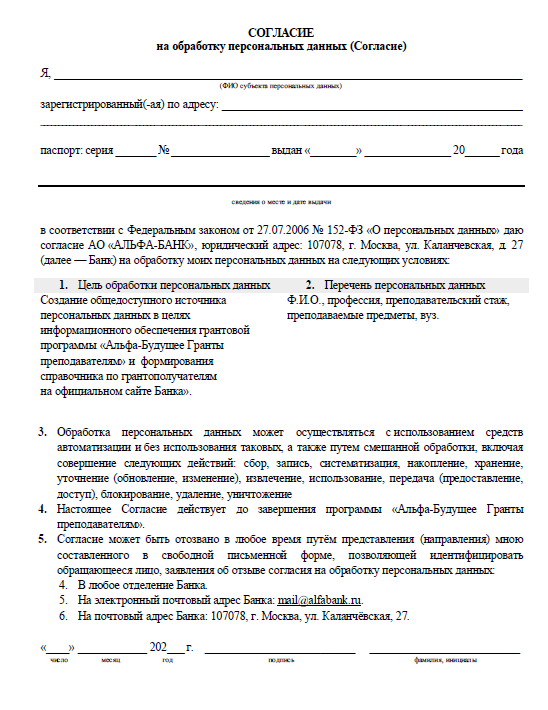 СОГЛАСИЕ
на обработку персональных данных (Согласие)
Я,
(ФИО субъекта персональных данных)
зарегистрированный(-ая) по адресу:
паспорт: серия _______ № _______________ выдан «_______» _____________ 20_____ года
сведения о месте и дате выдачи
в соответствии с Федеральным законом от 27.07.2006 № 152-ФЗ «О персональных данных» даю
согласие АО «АЛЬФА-БАНК», юридический адрес: 107078, г. Москва, ул. Каланчевская, д. 27
(далее — Банк) на обработку моих персональных данных на следующих условиях:
1. Цель обработки персональных данных
Создание общедоступного источника
персональных данных в целях
информационного обеспечения грантовой
программы «Альфа-Будущее Гранты
преподавателям» и формирования
справочника по грантополучателям
на официальном сайте Банка».
2. Перечень персональных данных
Ф.И.О., профессия, преподавательский стаж,
преподаваемые предметы, вуз.
3. Обработка персональных данных может осуществляться с использованием средств
автоматизации и без использования таковых, а также путем смешанной обработки, включая
совершение следующих действий: сбор, запись, систематизация, накопление, хранение,
уточнение (обновление, изменение), извлечение, использование, передача (предоставление,
доступ), блокирование, удаление, уничтожение
4. Настоящее Согласие действует до завершения программы «Альфа-Будущее Гранты
преподавателям».
5. Согласие может быть отозвано в любое время путём представления (направления) мною
составленного в свободной письменной форме, позволяющей идентифицировать
обращающееся лицо, заявления об отзыве согласия на обработку персональных данных:
4. В любое отделение Банка.
5. На электронный почтовый адрес Банка: mail@alfabank.ru.
6. На почтовый адрес Банка: 107078, г. Москва, ул. Каланчёвская, 27.
«____» ____________ 202___ г.
число месяц год подпись фамилия, инициалы